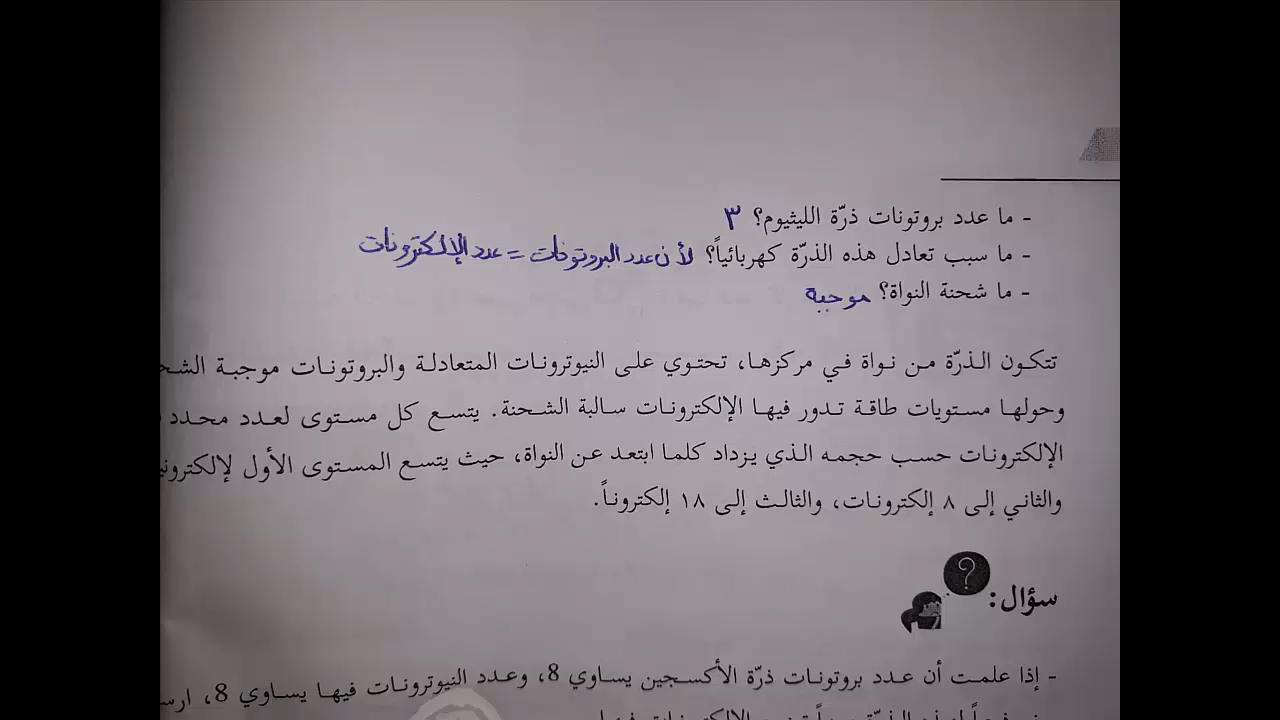 - ما عدد بروتونات ذرّة الليثيوم؟ ٣
- ما سبب تعادل هذه الذرّة كهربائياً؟ لأن عدد البروتونات = عدد الإلكترونات
- ما شحنة النواة؟ موجبة
تتكون الذرّة من نواة في مركزها، تحتوي على النيوترونات المتعادلة والبروتونات موجبة
وحولها مستويات طاقة تدور فيها الإلكترونات سالبة الشحنة. يتسع كل مستوى لعدد محدد
الإلكترونات حسب حجمه الذي يزداد كلما ابتعد عن النواة، حيث يتسع المستوى الأول
والثاني إلى ٨ إلكترونات، والثالث إلى ١٨ إلكتروناً.
?
سؤال:
- إذا علمت أن عدد بروتونات ذرّة الأكسجين يساوي 8، وعدد النيوترونات فيها يساوي 8،